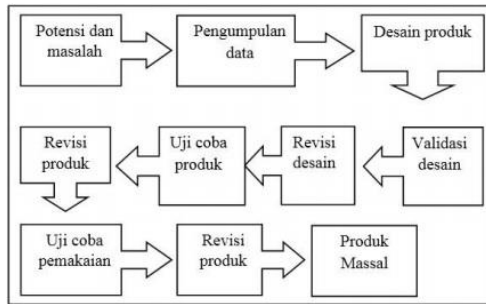 Potensi dan
masalah
Pengumpulan
data
Desain produk
Validasi
desain
Revisi
desain
Uji coba
produk
Revisi
produk
Uji coba
pemakaian
Revisi
produk
Produk
Massal